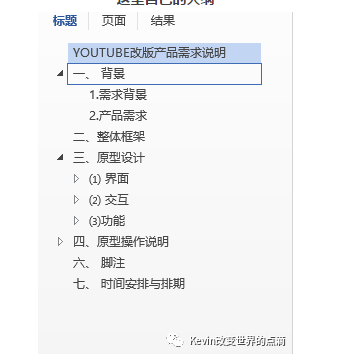 标题 页面 结果
YOUTUBE改版产品需求说明
一、 背景
1.需求背景
2.产品需求
二、整体框架
三、原型设计
⑴ 界面
⑵ 交互
⑶功能
四、原型操作说明
六、 脚注
七、 时间安排与排期
Kevin改变世界的点滴